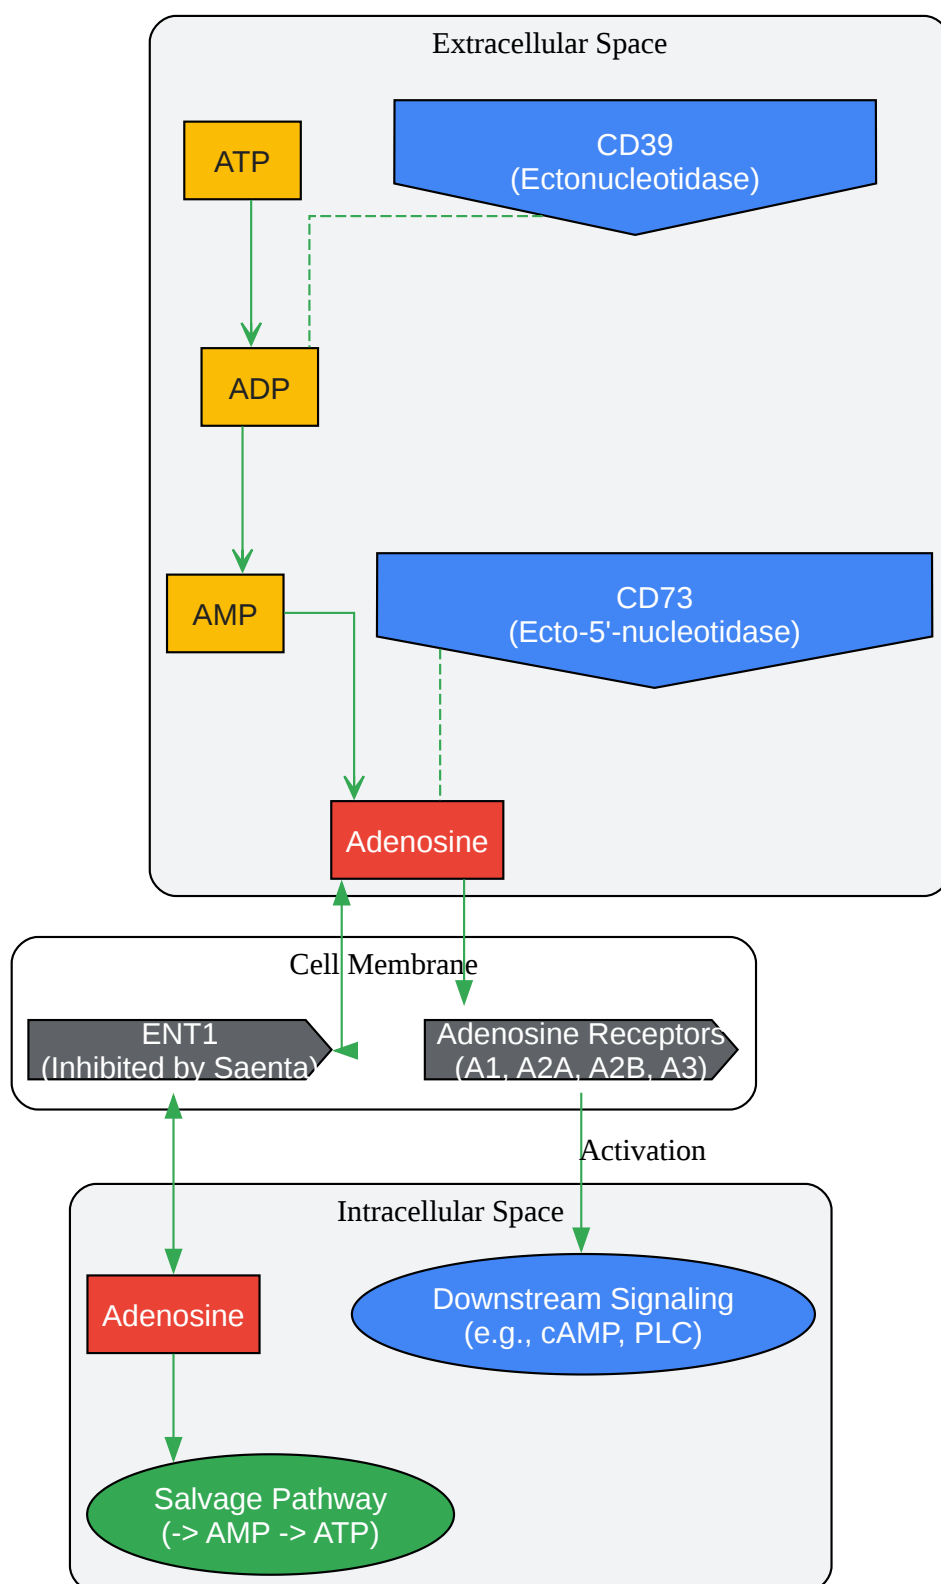 Extracellular Space
ATP
CD39
(Ectonucleotidase)
ADP
AMP
CD73
(Ecto-5'-nucleotidase)
Adenosine
Cell Membrane
ENT1
(Inhibited by Saenta)
Adenosine Receptors
(A1, A2A, A2B, A3)
Activation
Intracellular Space
Adenosine
Downstream Signaling
(e.g., cAMP, PLC)
Salvage Pathway
(-> AMP -> ATP)